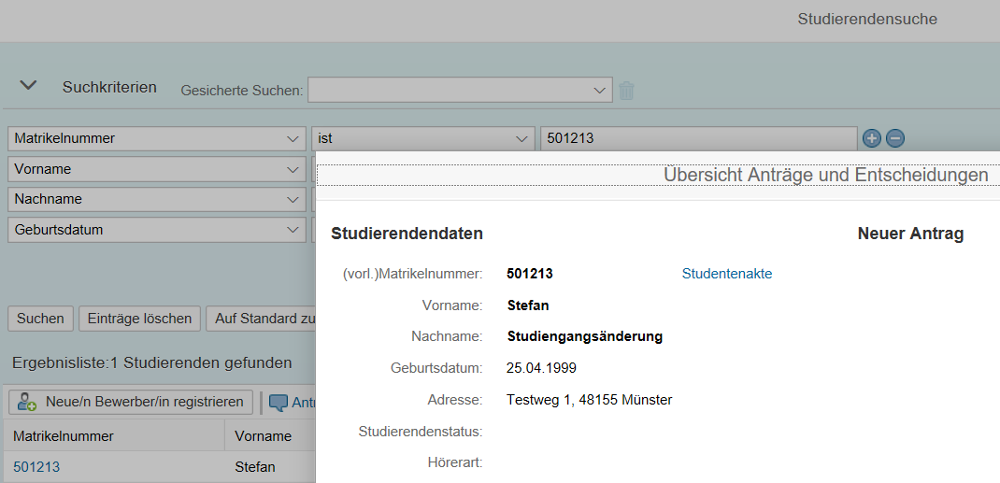 Studierendensuche
Suchkriterien Gesicherte Suchen:
Matrikelnummer ist 501213
Vorname
Nachname
Geburtsdatum
Suchen Einträge löschen Auf Standard zu
Ergebnisliste:1 Studierenden gefunden
Neue/n Bewerber/in registrieren Antr
Matrikelnummer Vorname
501213 Stefan
Übersicht Anträge und Entscheidungen
Studierendendaten Neuer Antrag
(vorl.)Matrikelnummer: 501213 Studentenakte
Vorname: Stefan
Nachname: Studiengangsänderung
Geburtsdatum: 25.04.1999
Adresse: Testweg 1, 48155 Münster
Studierendenstatus:
Hörerart: